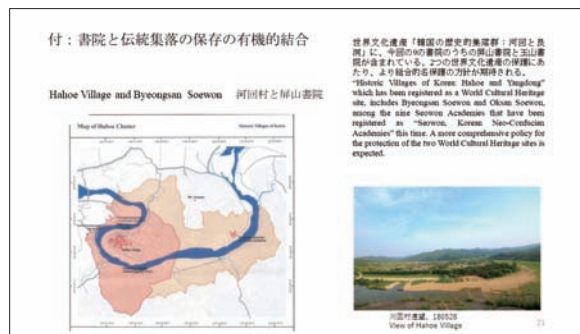 付：書院と伝統集落の保存の有機的結合
Hahoe Village and Byeongsan Soewon　河回村と屏山書院
Map of Hahoe Cluster
Historic Villages of Korea
世界文化遺産「韓国の歴史的集落群：河回と良
洞」に，今回の9の書院のうちの屏山書院と玉山書
院が含まれている。2つの世界文化遺産の保護にあ
たり，より総合的な保護の方針が期待される。
“Historic Villages of Korea: Hahoe and Yangdong”
which has been registered as a World Cultural Heritage
site, includes Byeongsan Soewon and Oksan Soewon,
among the nine Seowon Academies that have been
registered as “Seowon, Korean Neo-Confucian
Academies” this time. A more comprehensive policy for
the protection of the two World Cultural Heritage sites is
expected.
河回村遠望，180528
View of Hahoe Village
21